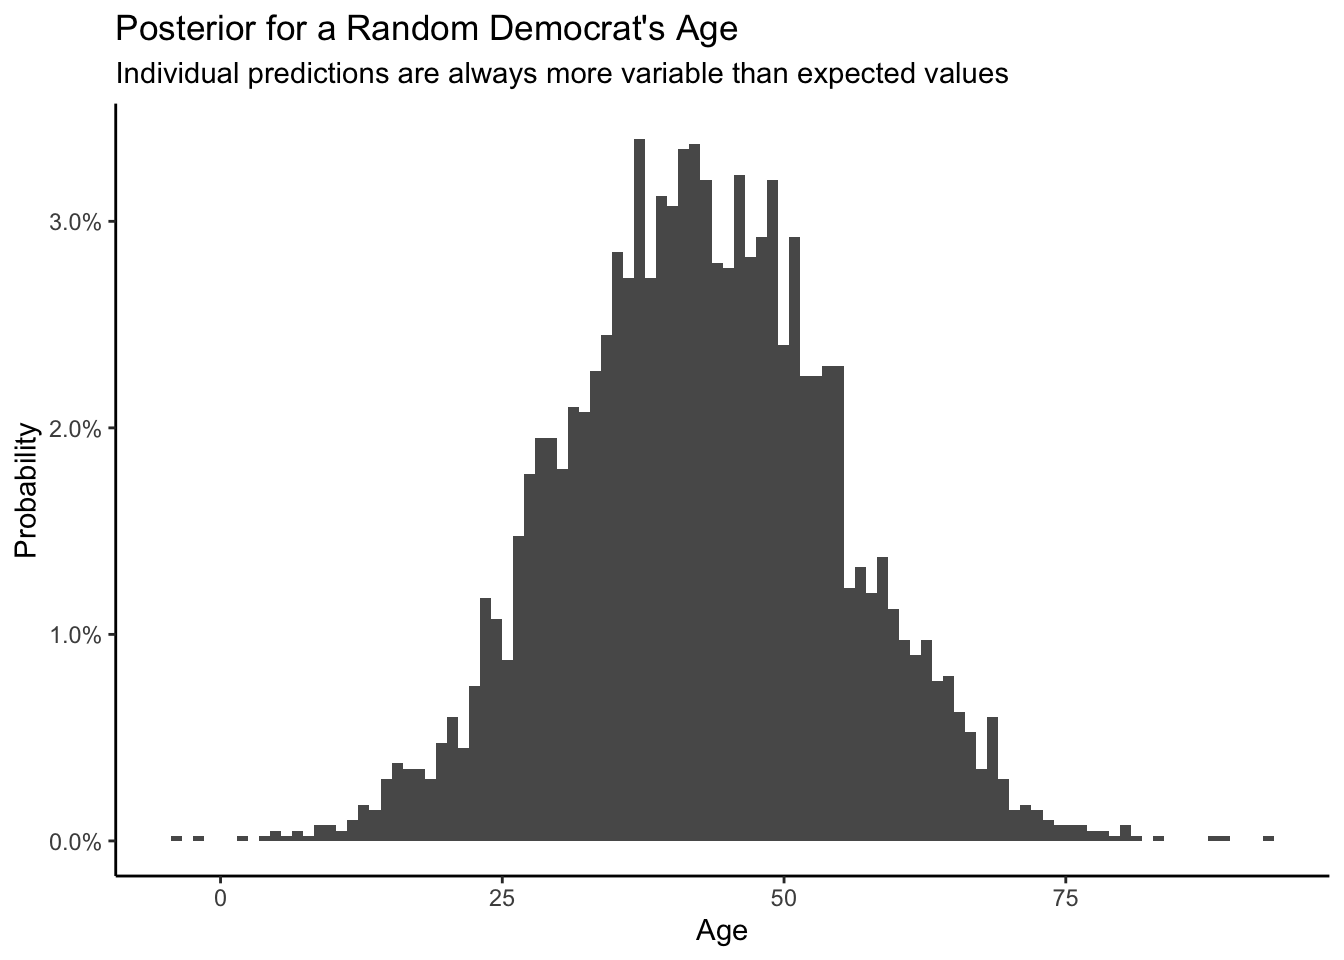 Posterior for a Random Democrat's Age
Individual predictions are always more variable than expected values
3.0%
2.0%
1.0%
0.0%
Probability
0 25 50 75
Age